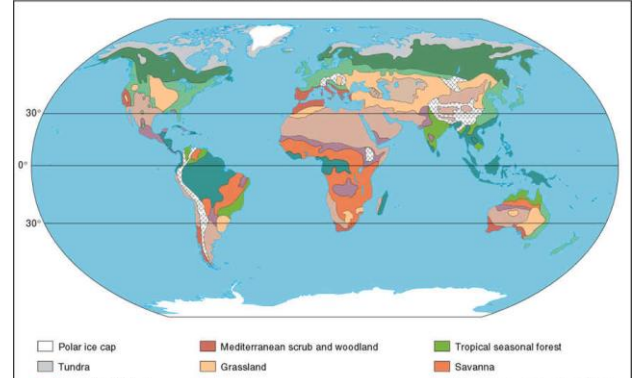 30°
0°
30°
Polar ice cap
Mediterranean scrub and woodland
Tropical seasonal forest
Tundra
Grassland
Savanna